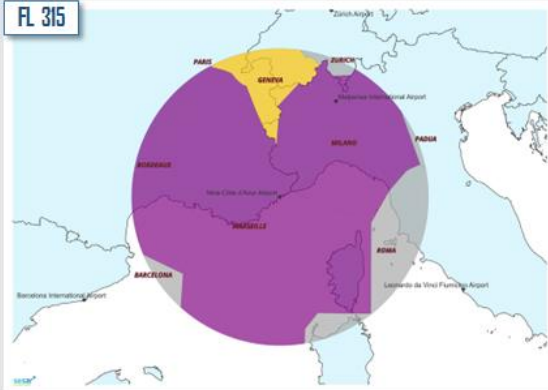 FL 315
Zürich Airport
PARIS
ZURICH
GENEVA
Malpensa International Airport
MILANO
PADUA
BORDEAUX
Nice-Côte d'Azur Airport
MARSEILLE
ROMA
BARCELONA
Barcelona International Airport
Leonardo da Vinci Fiumicino Airport
sesar